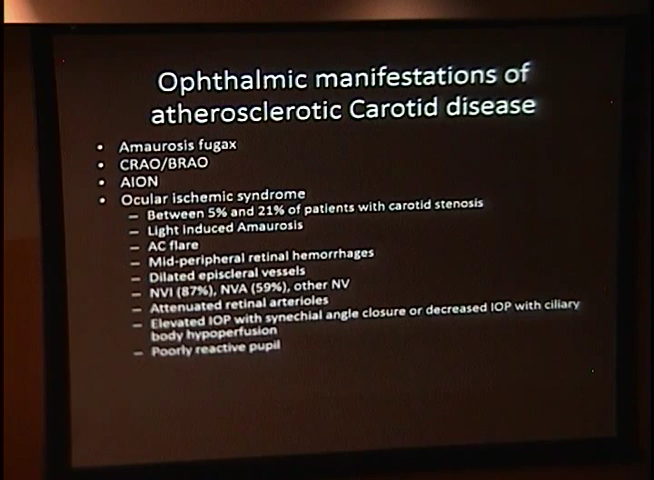 Ophthalmic manifestations of
atherosclerotic Carotid disease
• Amaurosis fugax
• CRAO/BRAO
• AION
• Ocular ischemic syndrome
– Between 5% and 21% of patients with carotid stenosis
– Light Induced Amaurosis
– AC flare
– Mid-peripheral retinal hemorrhages
– Dilated episcleral vessels
– NVI (87%), NVA (59%), other NV
– Attenuated retinal arterioles
– Elevated IOP with synechial angle closure or decreased IOP with ciliary
body hypoperfusion
– Poorly reactive pupil